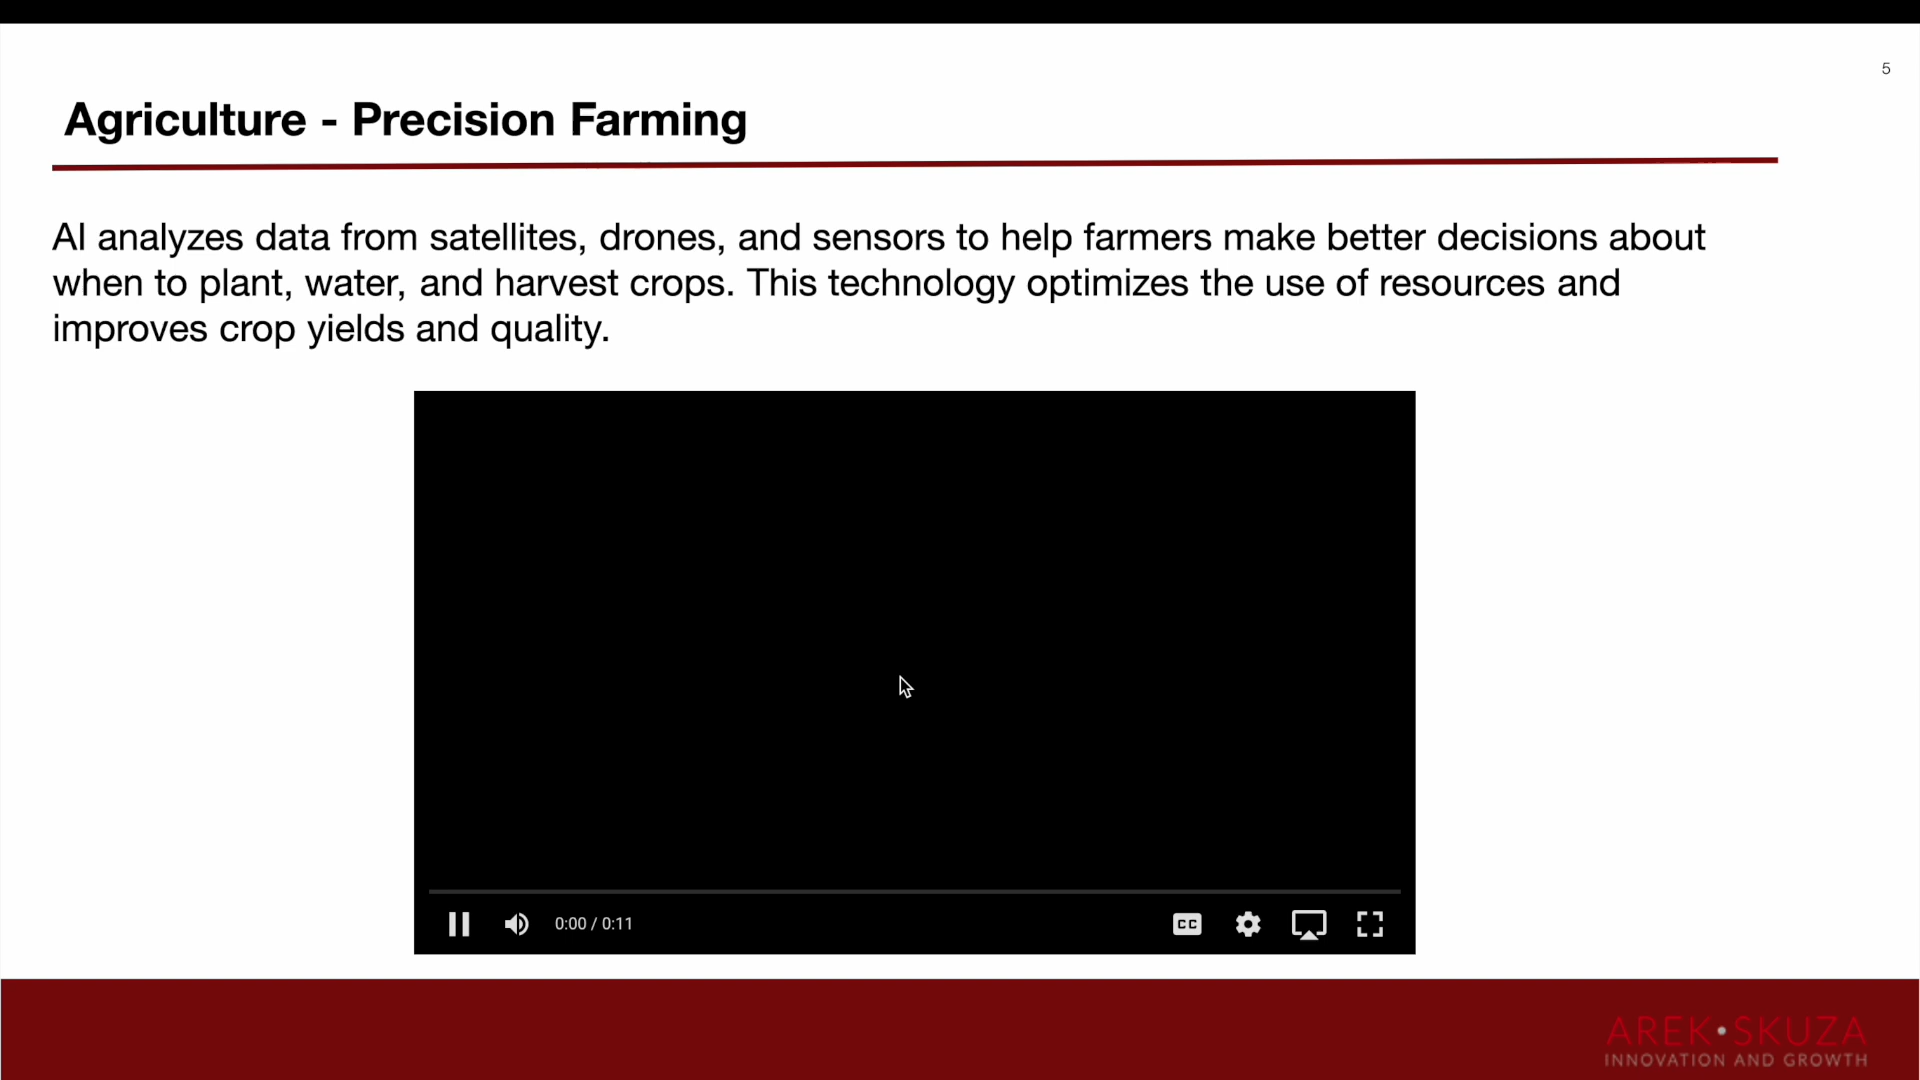 5
Agriculture - Precision Farming
AI analyzes data from satellites, drones, and sensors to help farmers make better decisions about
when to plant, water, and harvest crops. This technology optimizes the use of resources and
improves crop yields and quality.
0:00 / 0:11
CC
AREK•SKUZA
INNOVATION AND GROWTH